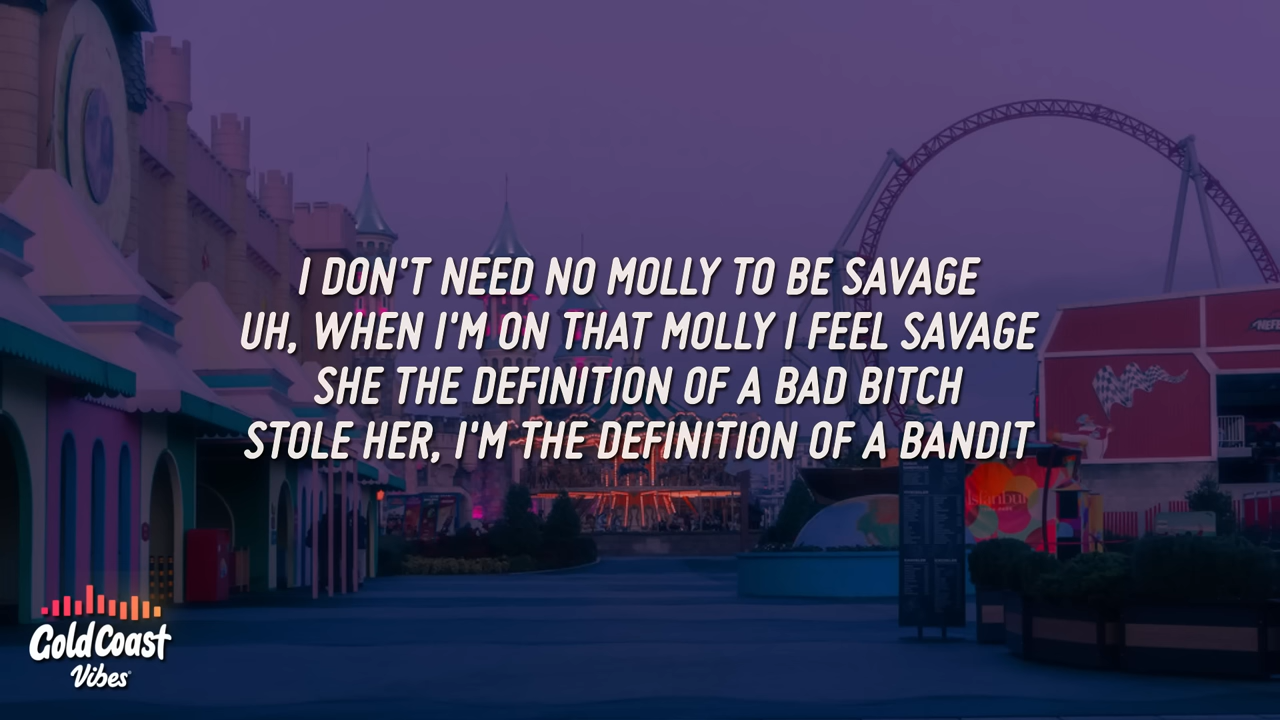 I DON'T NEED NO MOLLY TO BE SAVAGE
UH, WHEN I'M ON THAT MOLLY I FEEL SAVAGE
SHE THE DEFINITION OF A BAD BITCH
STOLE HER, I'M THE DEFINITION OF A BANDIT
Istanbul
Gold Coast
Vibes